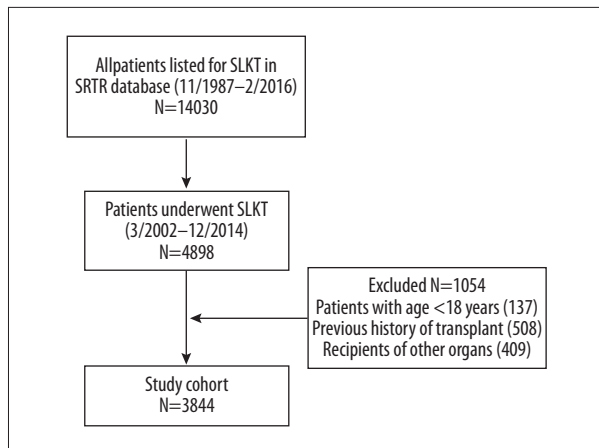 Allpatients listed for SLKT in
SRTR database (11/1987–2/2016)
N=14030
Patients underwent SLKT
(3/2002–12/2014)
N=4898
Excluded N=1054
Patients with age <18 years (137)
Previous history of transplant (508)
Recipients of other organs (409)
Study cohort
N=3844